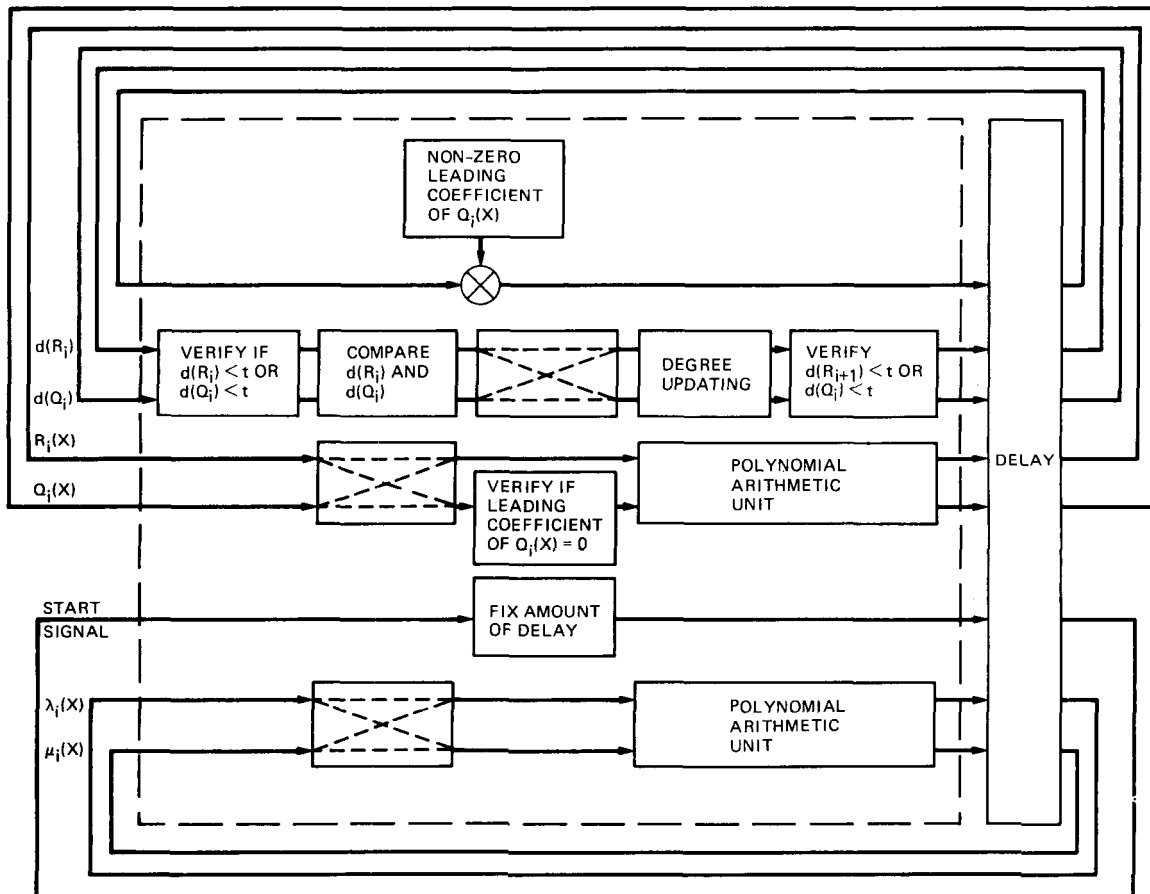 NON-ZERO
LEADING
COEFFICIENT
OF Qi(X)
d(Ri)
d(Qi)
VERIFY IF
d(Ri) < t OR
d(Qi) < t
COMPARE
d(Ri) AND
d(Qi)
DEGREE
UPDATING
VERIFY
d(Ri+1) < t OR
d(Qi) < t
DELAY
Ri(X)
Qi(X)
VERIFY IF
LEADING
COEFFICIENT
OF Qi(X) = 0
POLYNOMIAL
ARITHMETIC
UNIT
START
SIGNAL
FIX AMOUNT
OF DELAY
λi(X)
μi(X)
POLYNOMIAL
ARITHMETIC
UNIT